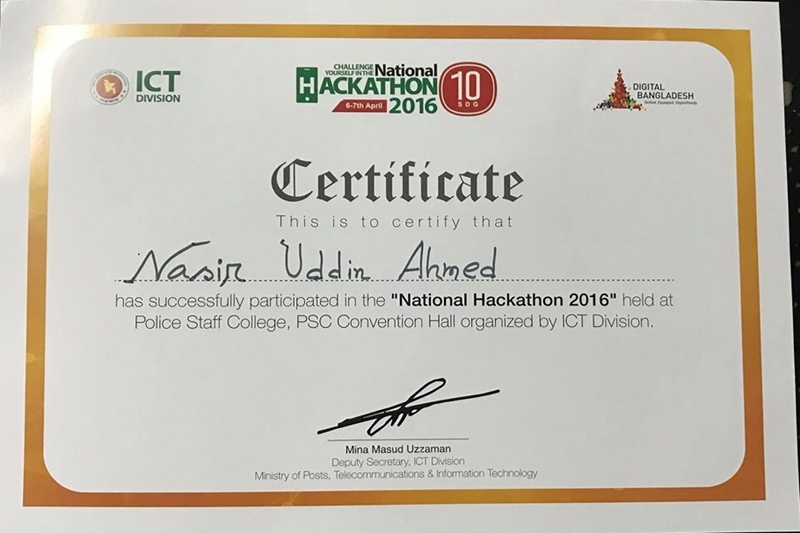 ICT
DIVISION
CHALLENGE
YOURSELF IN THE National
HACKATHON
6-7th April 2016
10
SDG
DIGITAL
BANGLADESH
Certificate
This is to certify that
Nasir Uddin Ahmed
has successfully participated in the "National Hackathon 2016" held at
Police Staff College, PSC Convention Hall organized by ICT Division.
Mina Masud Uzzaman
Deputy Secretary, ICT Division
Ministry of Posts, Telecommunications & Information Technology